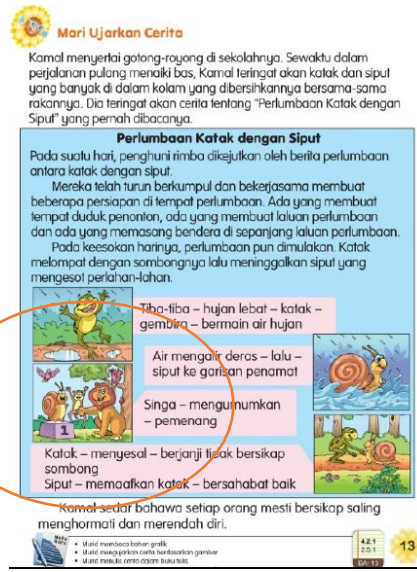 Mari Ujarkan Cerita
Kamal menyertai gotong-royong di sekolahnya. Sewaktu dalam
perjalanan pulang menaiki bas, Kamal teringat akan katak dan siput
yang banyak di dalam kolam yang dibersihkannya bersama-sama
rakannya. Dia teringat akan cerita tentang "Perlumbaan Katak dengan
Siput" yang pernah dibacanya.
Perlumbaan Katak dengan Siput
Pada suatu hari, penghuni rimba dikejutkan oleh berita perlumbaan
antara katak dengan siput.
Mereka telah turun berkumpul dan bekerjasama membuat
beberapa persiapan di tempat perlumbaan. Ada yang membuat
tempat duduk penonton, ada yang membuat laluan perlumbaan
dan ada yang memasang bendera di sepanjang laluan perlumbaan.
Pada keesokan harinya, perlumbaan pun dimulakan. Katak
melompat dengan sombongnya lalu meninggalkan siput yang
mengesot perlahan-lahan.
Tiba-tiba – hujan lebat – katak –
gembira – bermain air hujan
Air mengalir deras – lalu –
siput ke garisan penamat
Singa – mengumumkan
– pemenang
1
Katak – menyesal – berjanji tidak bersikap
sombong
Siput – memaafkan katak – bersahabat baik
Kamal sedar bahawa setiap orang mesti bersikap saling
menghormati dan merendah diri.
• Murid membaca bahan grafik.
• Murid mengujarkan cerita berdasarkan gambar.
• Murid menulis cerita dalam buku tulis.
4.2.1
2.5.1
BA: 13
13